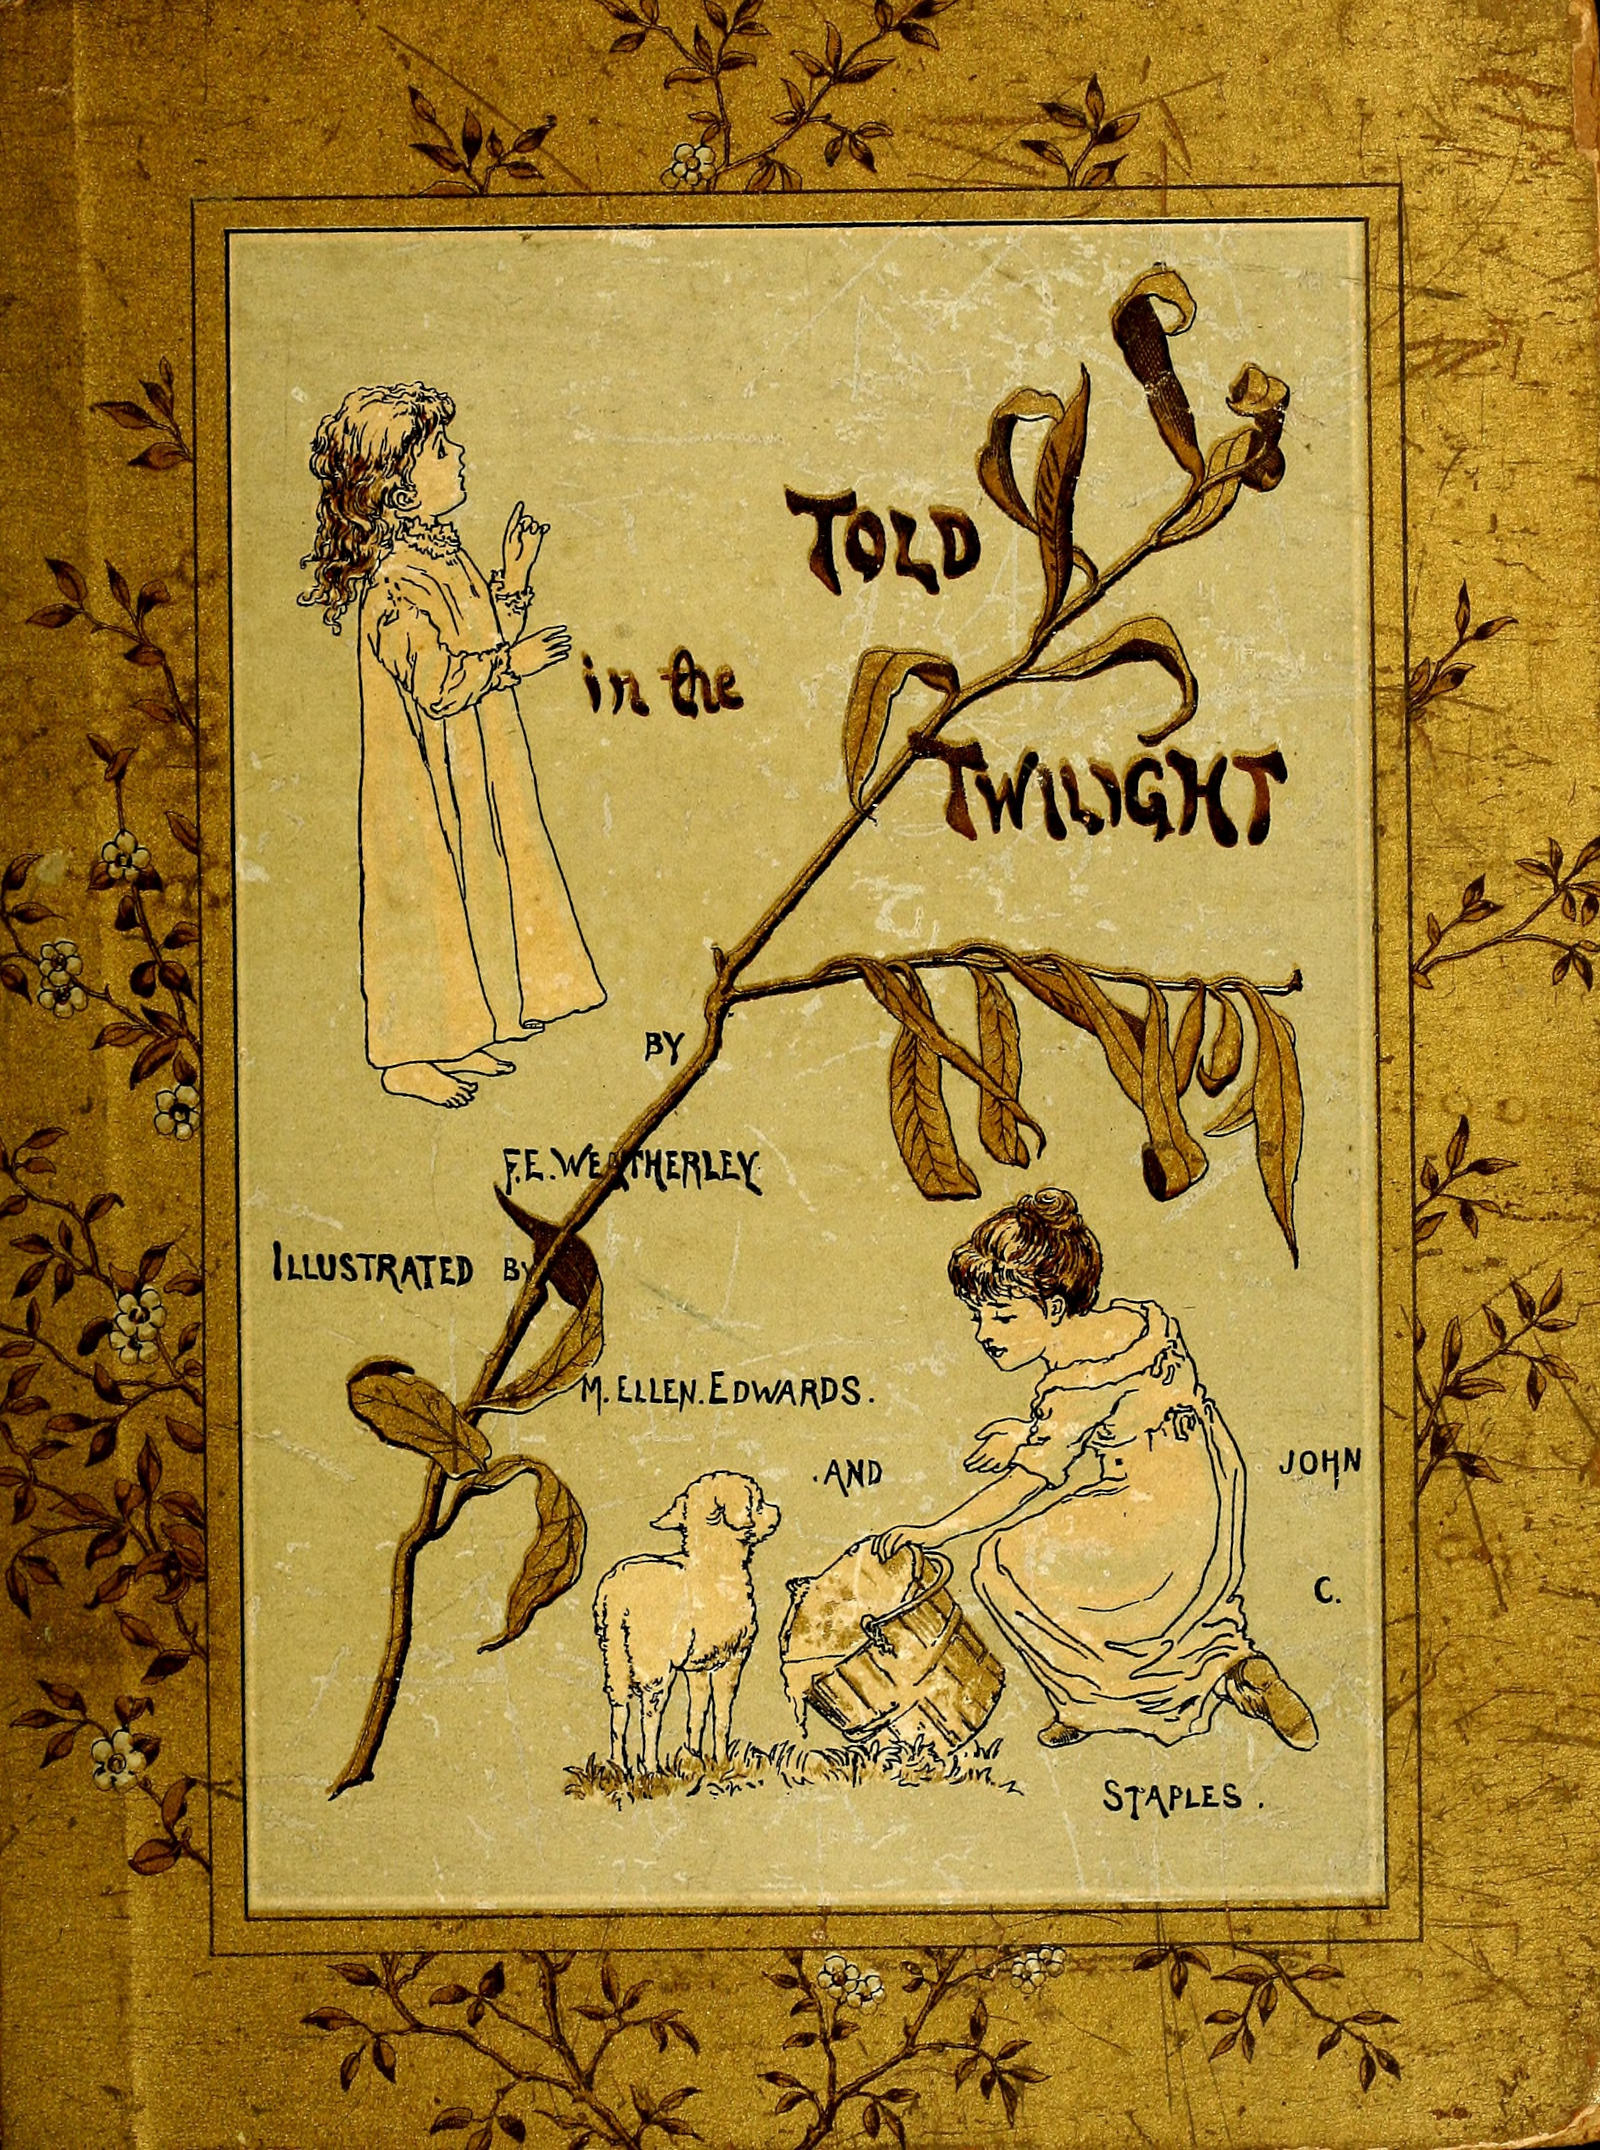 TOLD
in the
TWILIGHT
BY
F.E. WEATHERLEY
ILLUSTRATED BY
M. ELLEN. EDWARDS.
.AND
JOHN
C.
STAPLES.